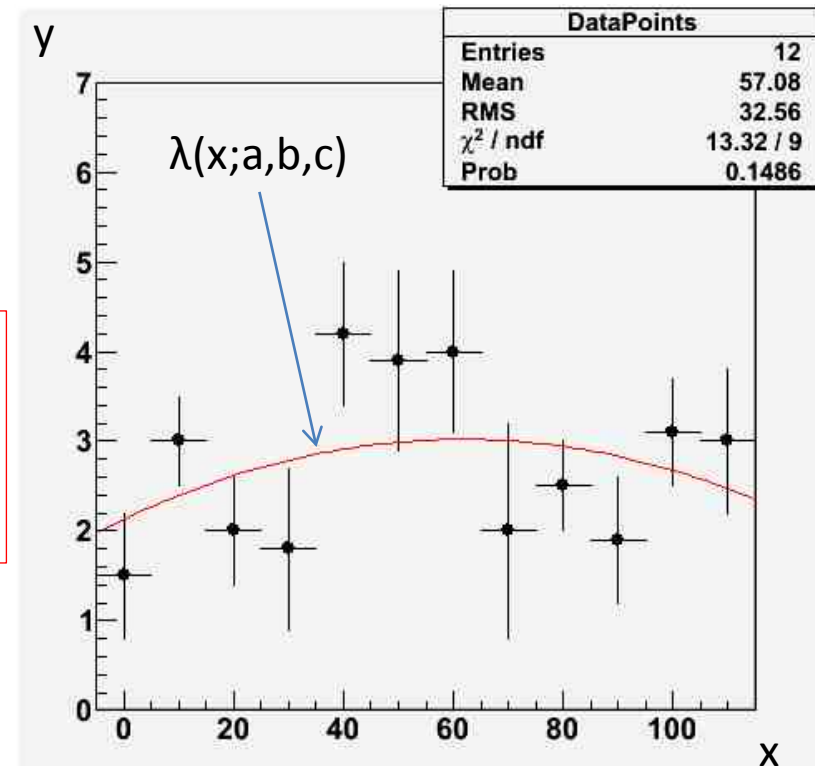 y
DataPoints
Entries 12
Mean 57.08
RMS 32.56
χ² / ndf 13.32 / 9
Prob 0.1486
λ(x;a,b,c)
7
6
5
4
3
2
1
0
0 20 40 60 80 100
x